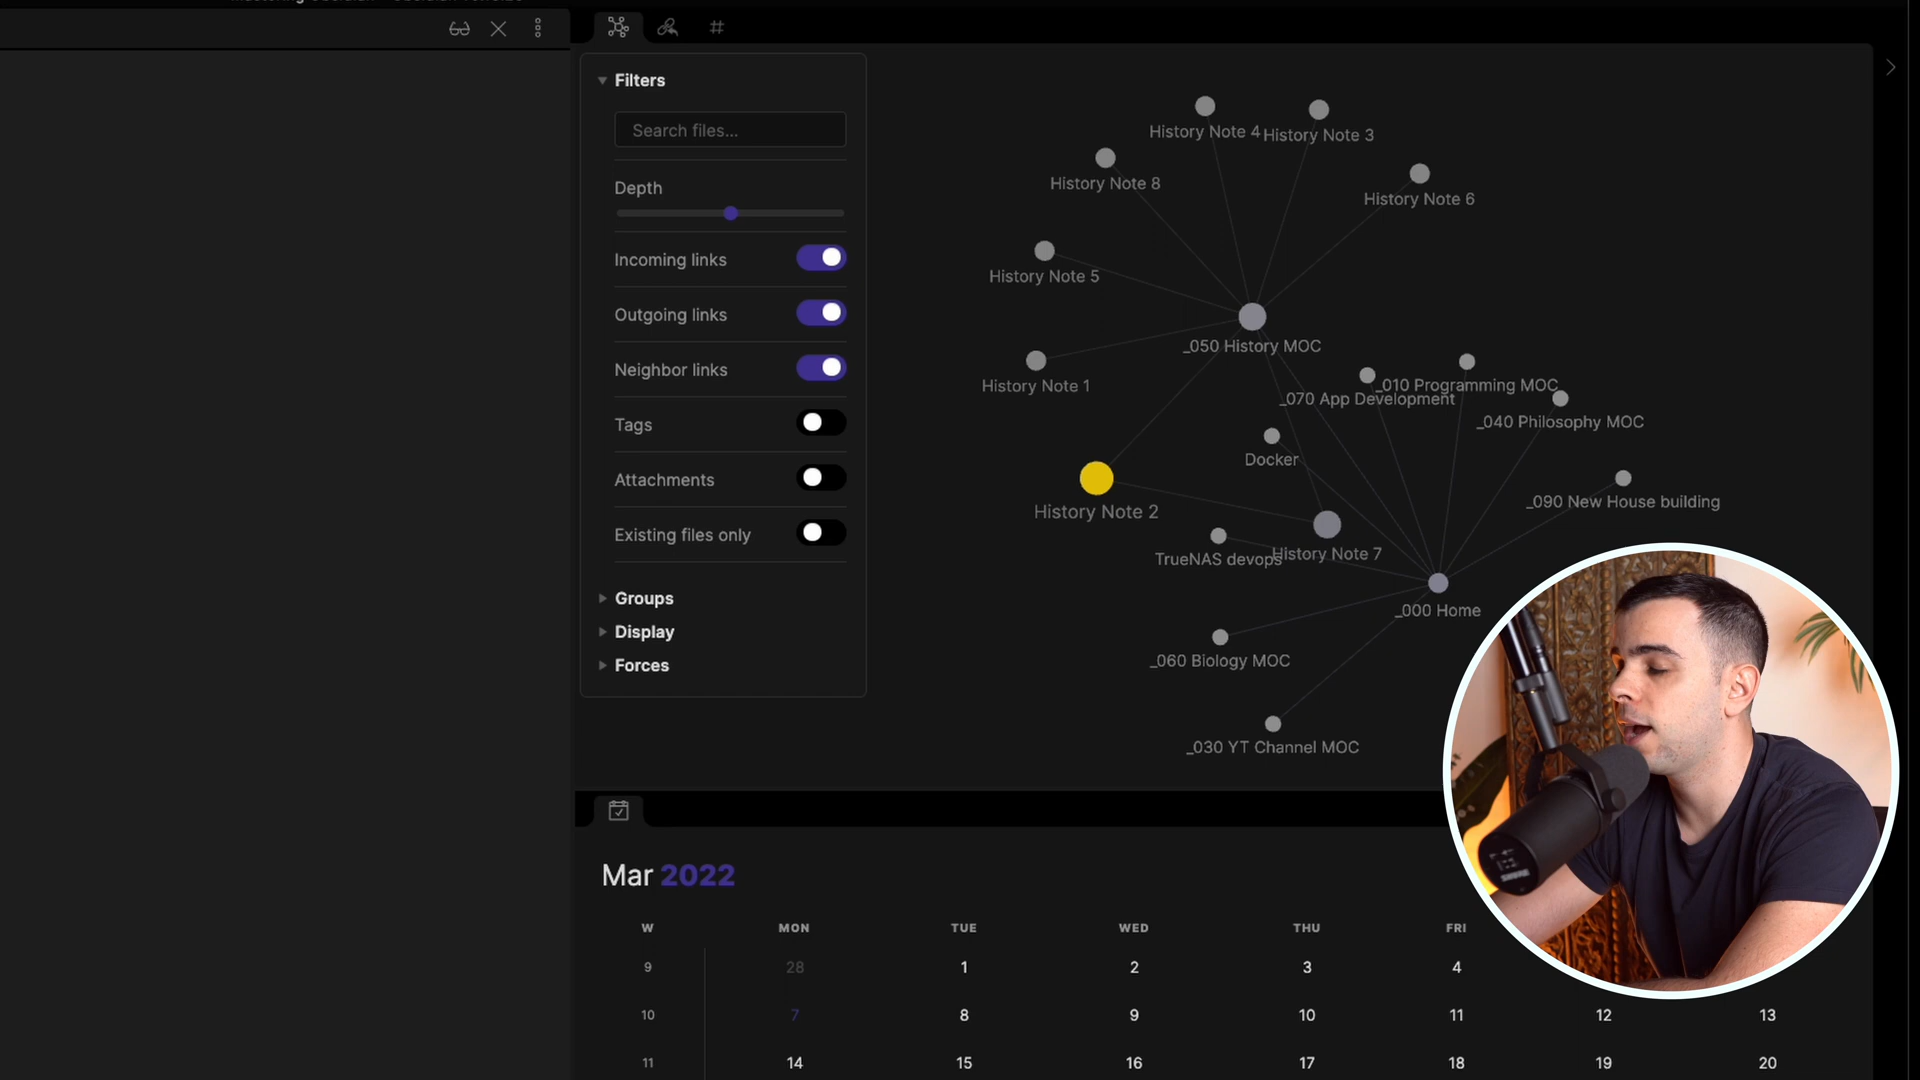 Filters
Search files...
Depth
Incoming links
Outgoing links
Neighbor links
Tags
Attachments
Existing files only
Groups
Display
Forces
History Note 4
History Note 3
History Note 8
History Note 6
History Note 5
_050 History MOC
History Note 1
_010 Programming MOC
_070 App Development
_040 Philosophy MOC
Docker
_090 New House building
History Note 2
TrueNAS devops
History Note 7
_000 Home
_060 Biology MOC
_030 YT Channel MOC
Mar 2022
W MON TUE WED THU FRI
9 28 1 2 3 4
10 7 8 9 10 11 12 13
11 14 15 16 17 18 19 20
SHURE